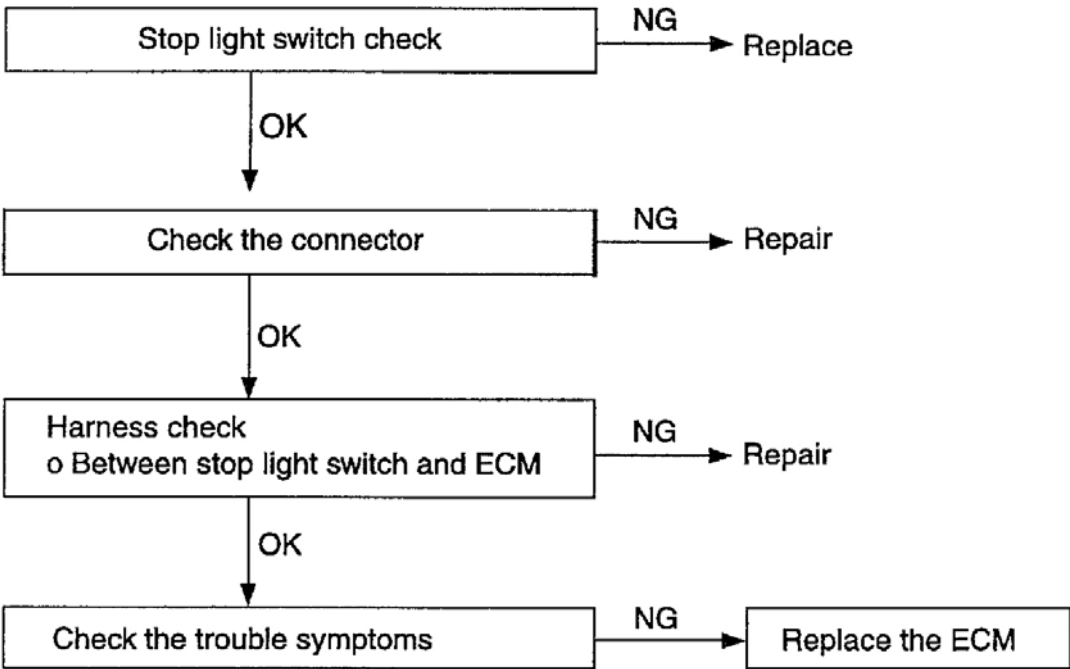 Stop light switch check
NG
Replace
OK
Check the connector
NG
Repair
OK
Harness check
o Between stop light switch and ECM
NG
Repair
OK
Check the trouble symptoms
NG
Replace the ECM